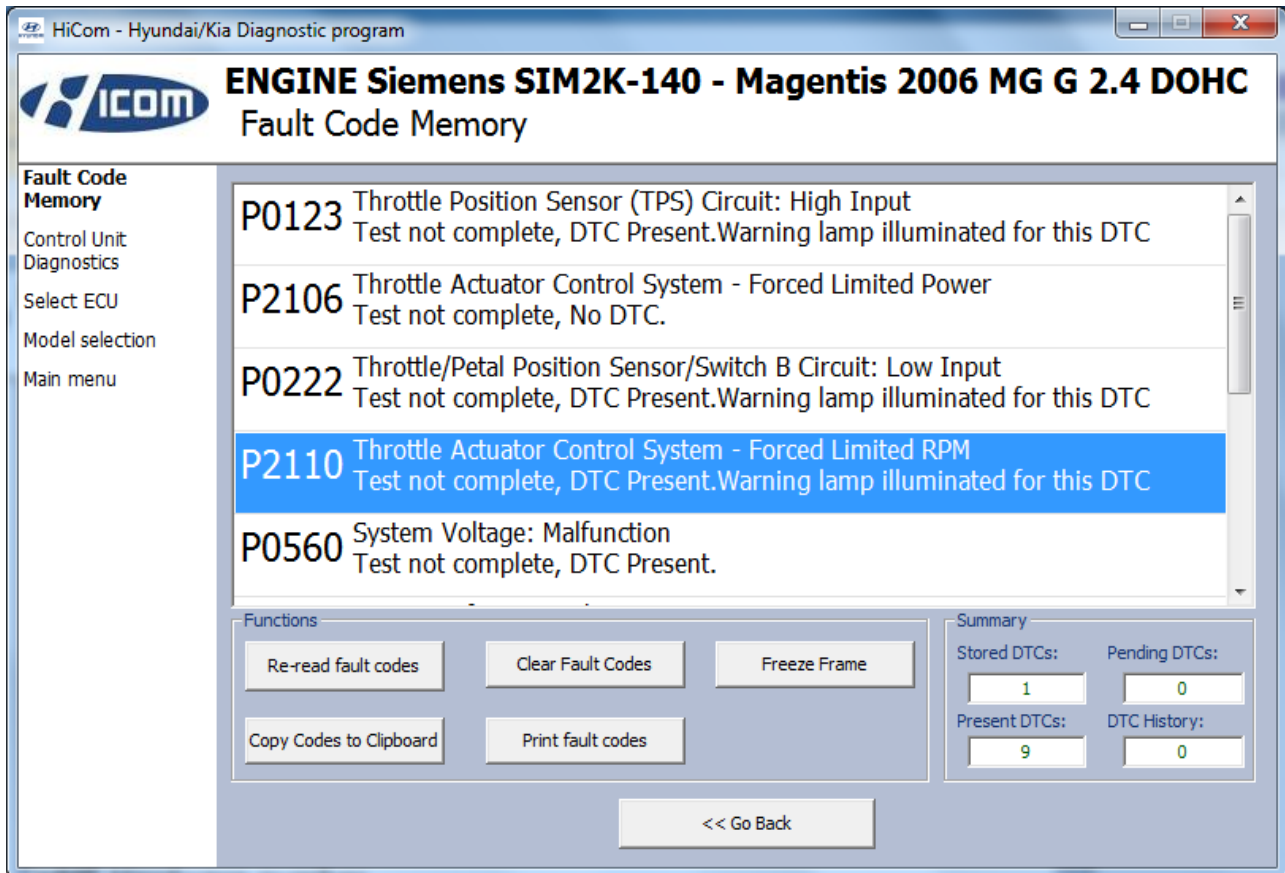 HiCom - Hyundai/Kia Diagnostic program
HICOM
ENGINE Siemens SIM2K-140 - Magentis 2006 MG G 2.4 DOHC
Fault Code Memory
Fault Code
Memory
Control Unit
Diagnostics
Select ECU
Model selection
Main menu
P0123
Throttle Position Sensor (TPS) Circuit: High Input
Test not complete, DTC Present.Warning lamp illuminated for this DTC
P2106
Throttle Actuator Control System - Forced Limited Power
Test not complete, No DTC.
P0222
Throttle/Petal Position Sensor/Switch B Circuit: Low Input
Test not complete, DTC Present.Warning lamp illuminated for this DTC
P2110
Throttle Actuator Control System - Forced Limited RPM
Test not complete, DTC Present.Warning lamp illuminated for this DTC
P0560
System Voltage: Malfunction
Test not complete, DTC Present.
Functions
Re-read fault codes
Clear Fault Codes
Freeze Frame
Copy Codes to Clipboard
Print fault codes
Summary
Stored DTCs: Pending DTCs:
1 0
Present DTCs: DTC History:
9 0
<< Go Back